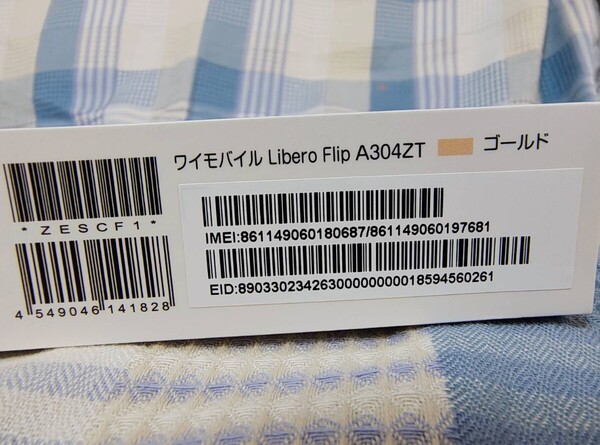 ワイモバイル Libero Flip A304ZT ゴールド
*ZESCF1*
4 549046 141828
IMEI:861149060180687/861149060197681
EID:89033023426300000000018594560261